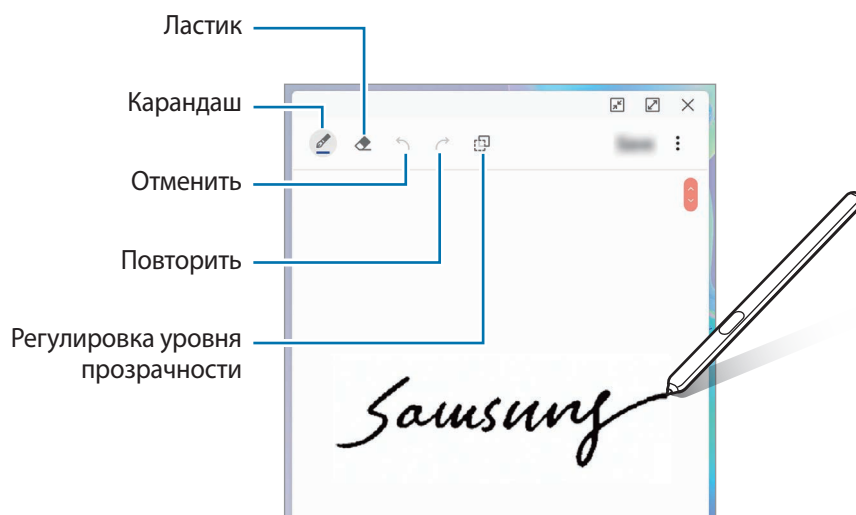 Ластик
Карандаш
Отменить
Повторить
Регулировка уровня
прозрачности
Samsung